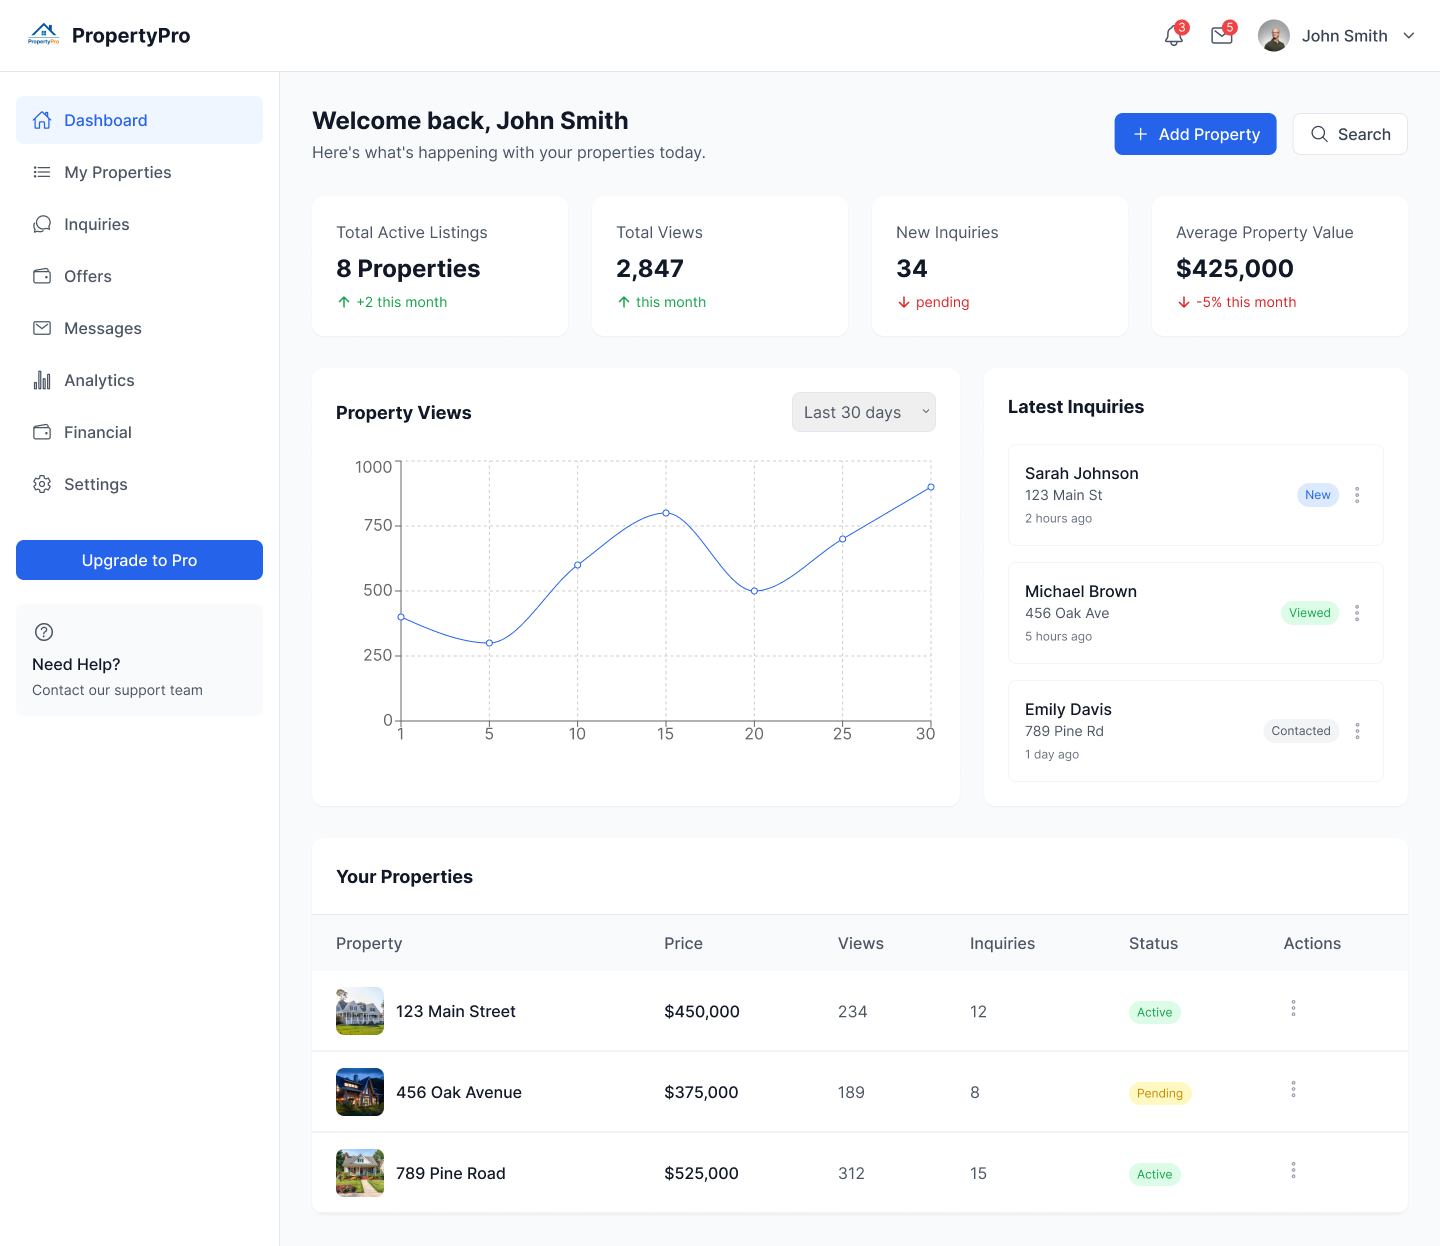 PropertyPro
PropertyPro
3
5
John Smith
Dashboard
My Properties
Inquiries
Offers
Messages
Analytics
Financial
Settings
Upgrade to Pro
Need Help?
Contact our support team
Welcome back, John Smith
Here's what's happening with your properties today.
Add Property
Search
Total Active Listings
8 Properties
+2 this month
Total Views
2,847
this month
New Inquiries
34
pending
Average Property Value
$425,000
-5% this month
Property Views
Last 30 days
1000
750
500
250
0
1 5 10 15 20 25 30
Latest Inquiries
Sarah Johnson
123 Main St
2 hours ago
New
Michael Brown
456 Oak Ave
5 hours ago
Viewed
Emily Davis
789 Pine Rd
1 day ago
Contacted
Your Properties
Property Price Views Inquiries Status Actions
123 Main Street $450,000 234 12 Active
456 Oak Avenue $375,000 189 8 Pending
789 Pine Road $525,000 312 15 Active